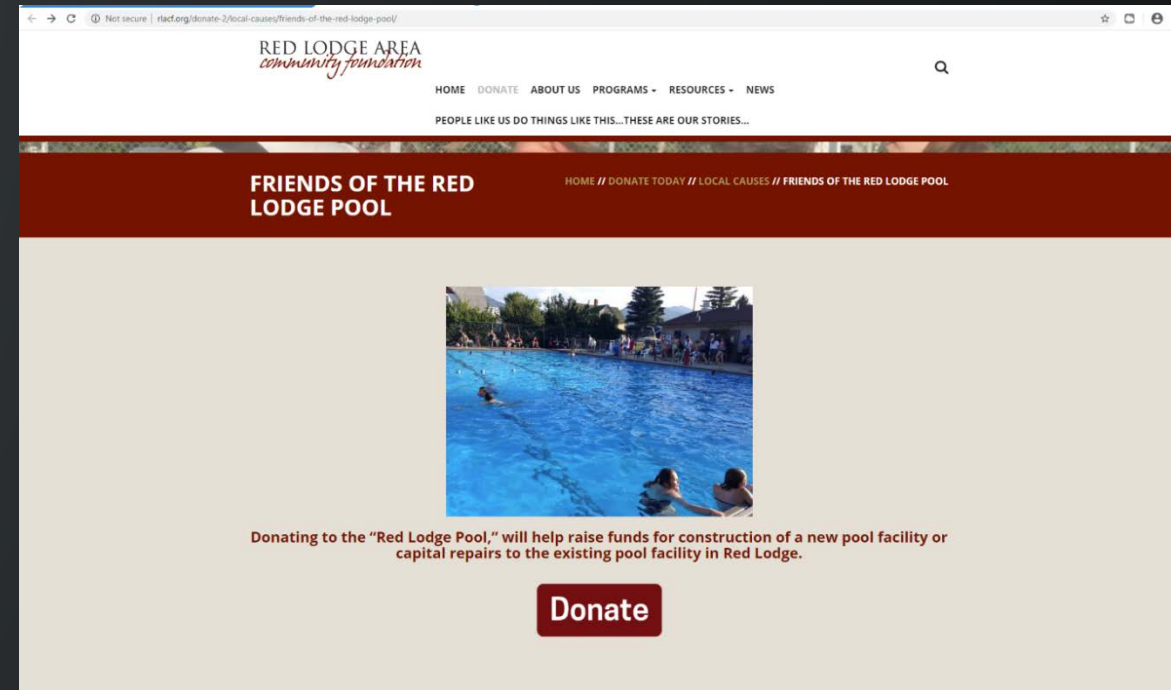 Not secure | rlacf.org/donate-2/local-causes/friends-of-the-red-lodge-pool/
RED LODGE AREA
community foundation
HOME DONATE ABOUT US PROGRAMS RESOURCES NEWS
PEOPLE LIKE US DO THINGS LIKE THIS...THESE ARE OUR STORIES...
FRIENDS OF THE RED
LODGE POOL
HOME // DONATE TODAY // LOCAL CAUSES // FRIENDS OF THE RED LODGE POOL
Donating to the “Red Lodge Pool,” will help raise funds for construction of a new pool facility or
capital repairs to the existing pool facility in Red Lodge.
Donate